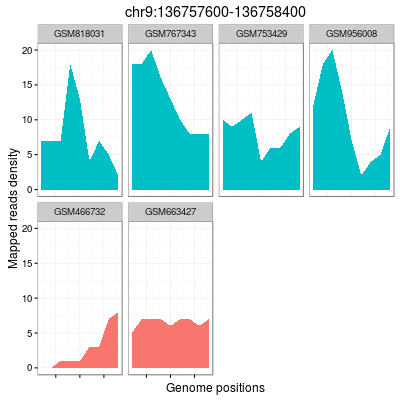 chr9:136757600-136758400
GSM818031 GSM767343 GSM753429 GSM956008
20
15
10
5
0
GSM466732 GSM663427
20
15
10
5
0
Mapped reads density
Genome positions